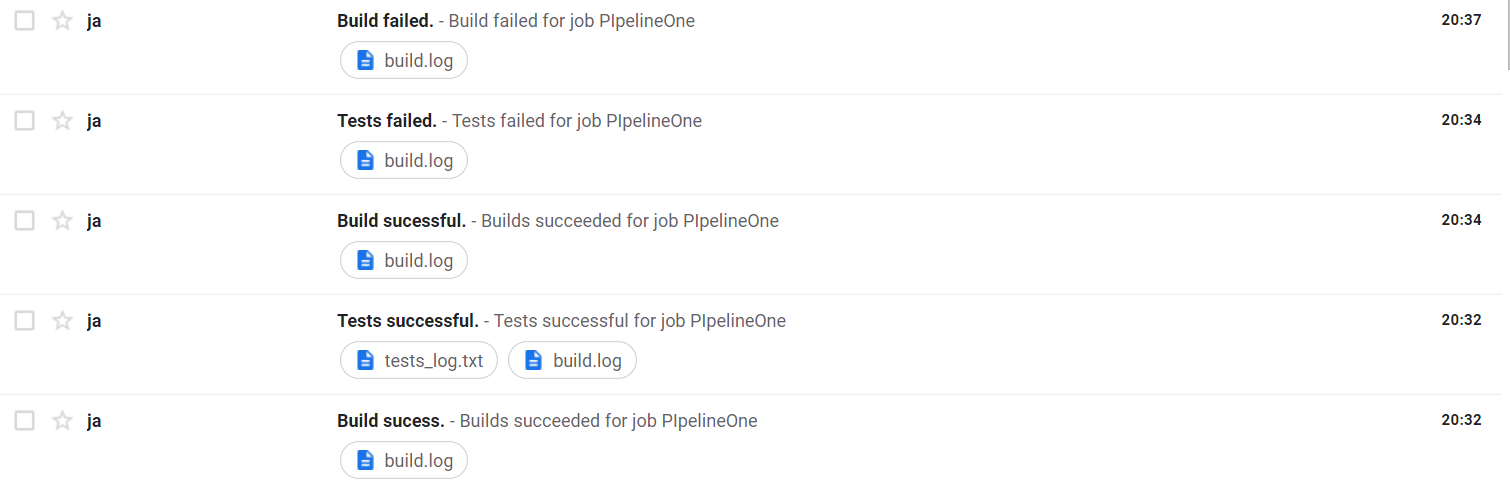 ja Build failed. - Build failed for job PIpelineOne 20:37
build.log
ja Tests failed. - Tests failed for job PIpelineOne 20:34
build.log
ja Build sucessful. - Builds succeeded for job PIpelineOne 20:34
build.log
ja Tests successful. - Tests successful for job PIpelineOne 20:32
tests_log.txt build.log
ja Build sucess. - Builds succeeded for job PIpelineOne 20:32
build.log